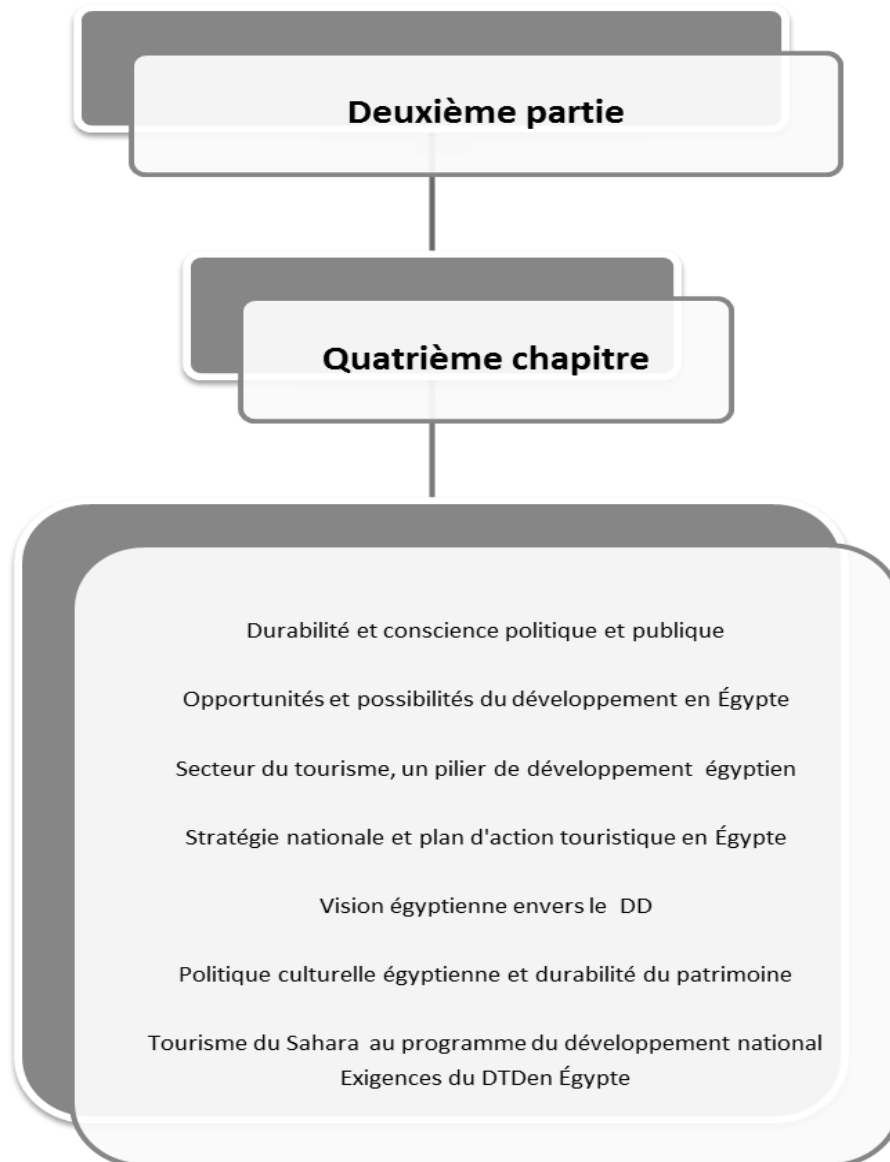 Deuxième partie
Quatrième chapitre
Durabilité et conscience politique et publique
Opportunités et possibilités du développement en Égypte
Secteur du tourisme, un pilier de développement égyptien
Stratégie nationale et plan d'action touristique en Égypte
Vision égyptienne envers le DD
Politique culturelle égyptienne et durabilité du patrimoine
Tourisme du Sahara au programme du développement national
Exigences du DTDen Égypte